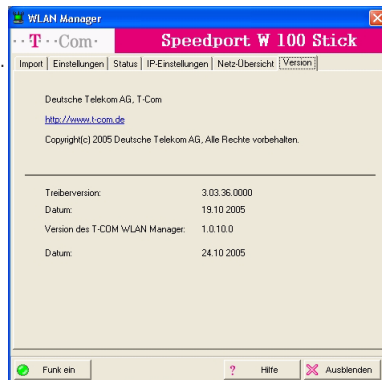 WLAN Manager
··T··Com· Speedport W 100 Stick
Import Einstellungen Status IP-Einstellungen Netz-Übersicht Version
Deutsche Telekom AG, T-Com
http://www.t-com.de
Copyright(c) 2005 Deutsche Telekom AG, Alle Rechte vorbehalten.
Treiberversion: 3.03.36.0000
Datum: 19.10 2005
Version des T-COM WLAN Manager: 1.0.10.0
Datum: 24.10 2005
Funk ein ? Hilfe Ausblenden